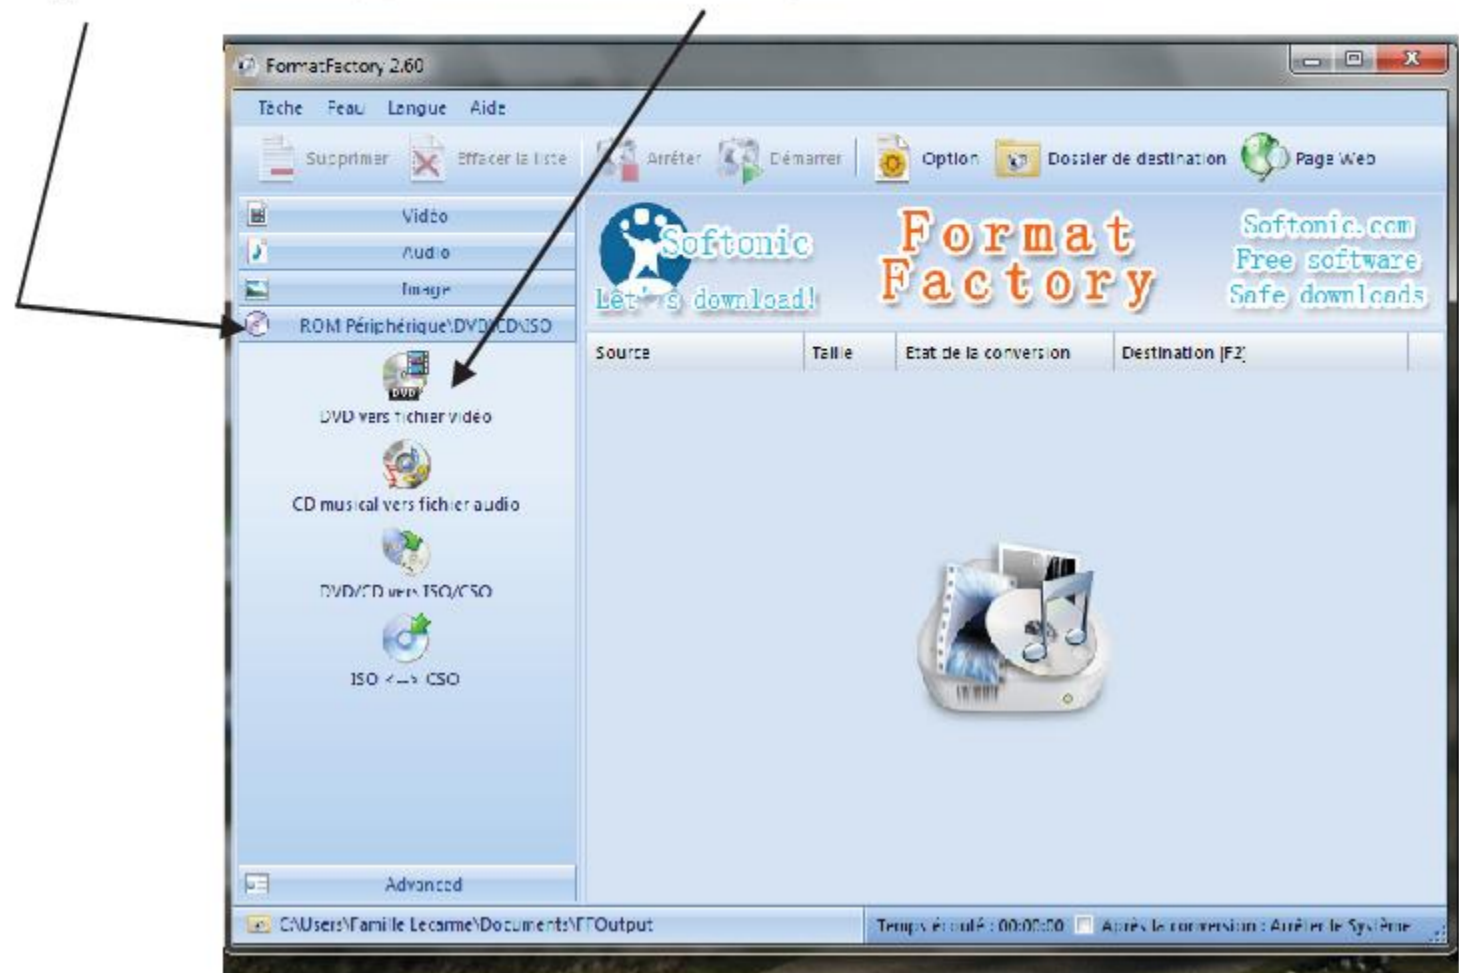 FormatFactory 2.60
Tâche Peau Langue Aide
Supprimer Effacer la liste Arrêter Démarrer Option Dossier de destination Page Web
Vidéo
Audio
Image
ROM Périphérique\DVD\CD\ISO
DVD vers fichier vidéo
CD musical vers fichier audio
DVD/CD vers ISO/CSO
ISO <--> CSO
Advanced
Softonic
Let's download!
Format
Factory
Softonic.com
Free software
Safe downloads
Source Taille Etat de la conversion Destination [F2]
C:\Users\Famille Lecarme\Documents\FFOutput
Temps écoulé : 00:00:00 Après la conversion : Arrêter le Système